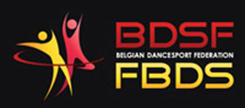 BDSF
BELGIAN DANCESPORT FEDERATION
FBDS